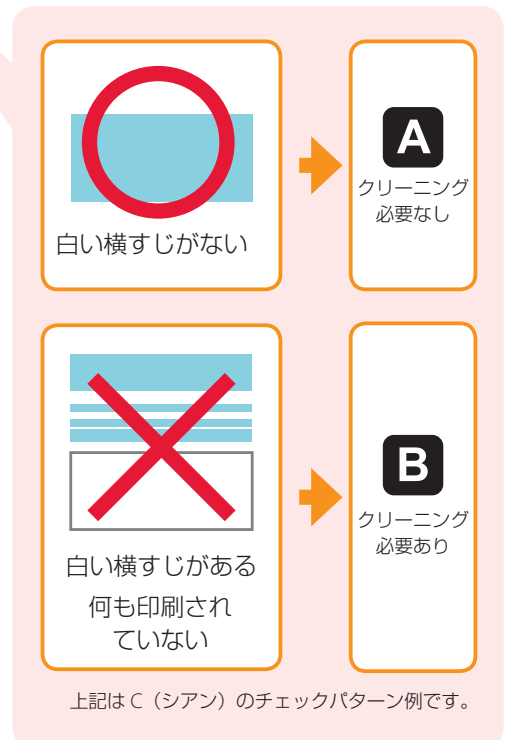 白い横すじがない
A
クリーニング
必要なし
白い横すじがある
何も印刷され
ていない
B
クリーニング
必要あり
上記は C（シアン）のチェックパターン例です。